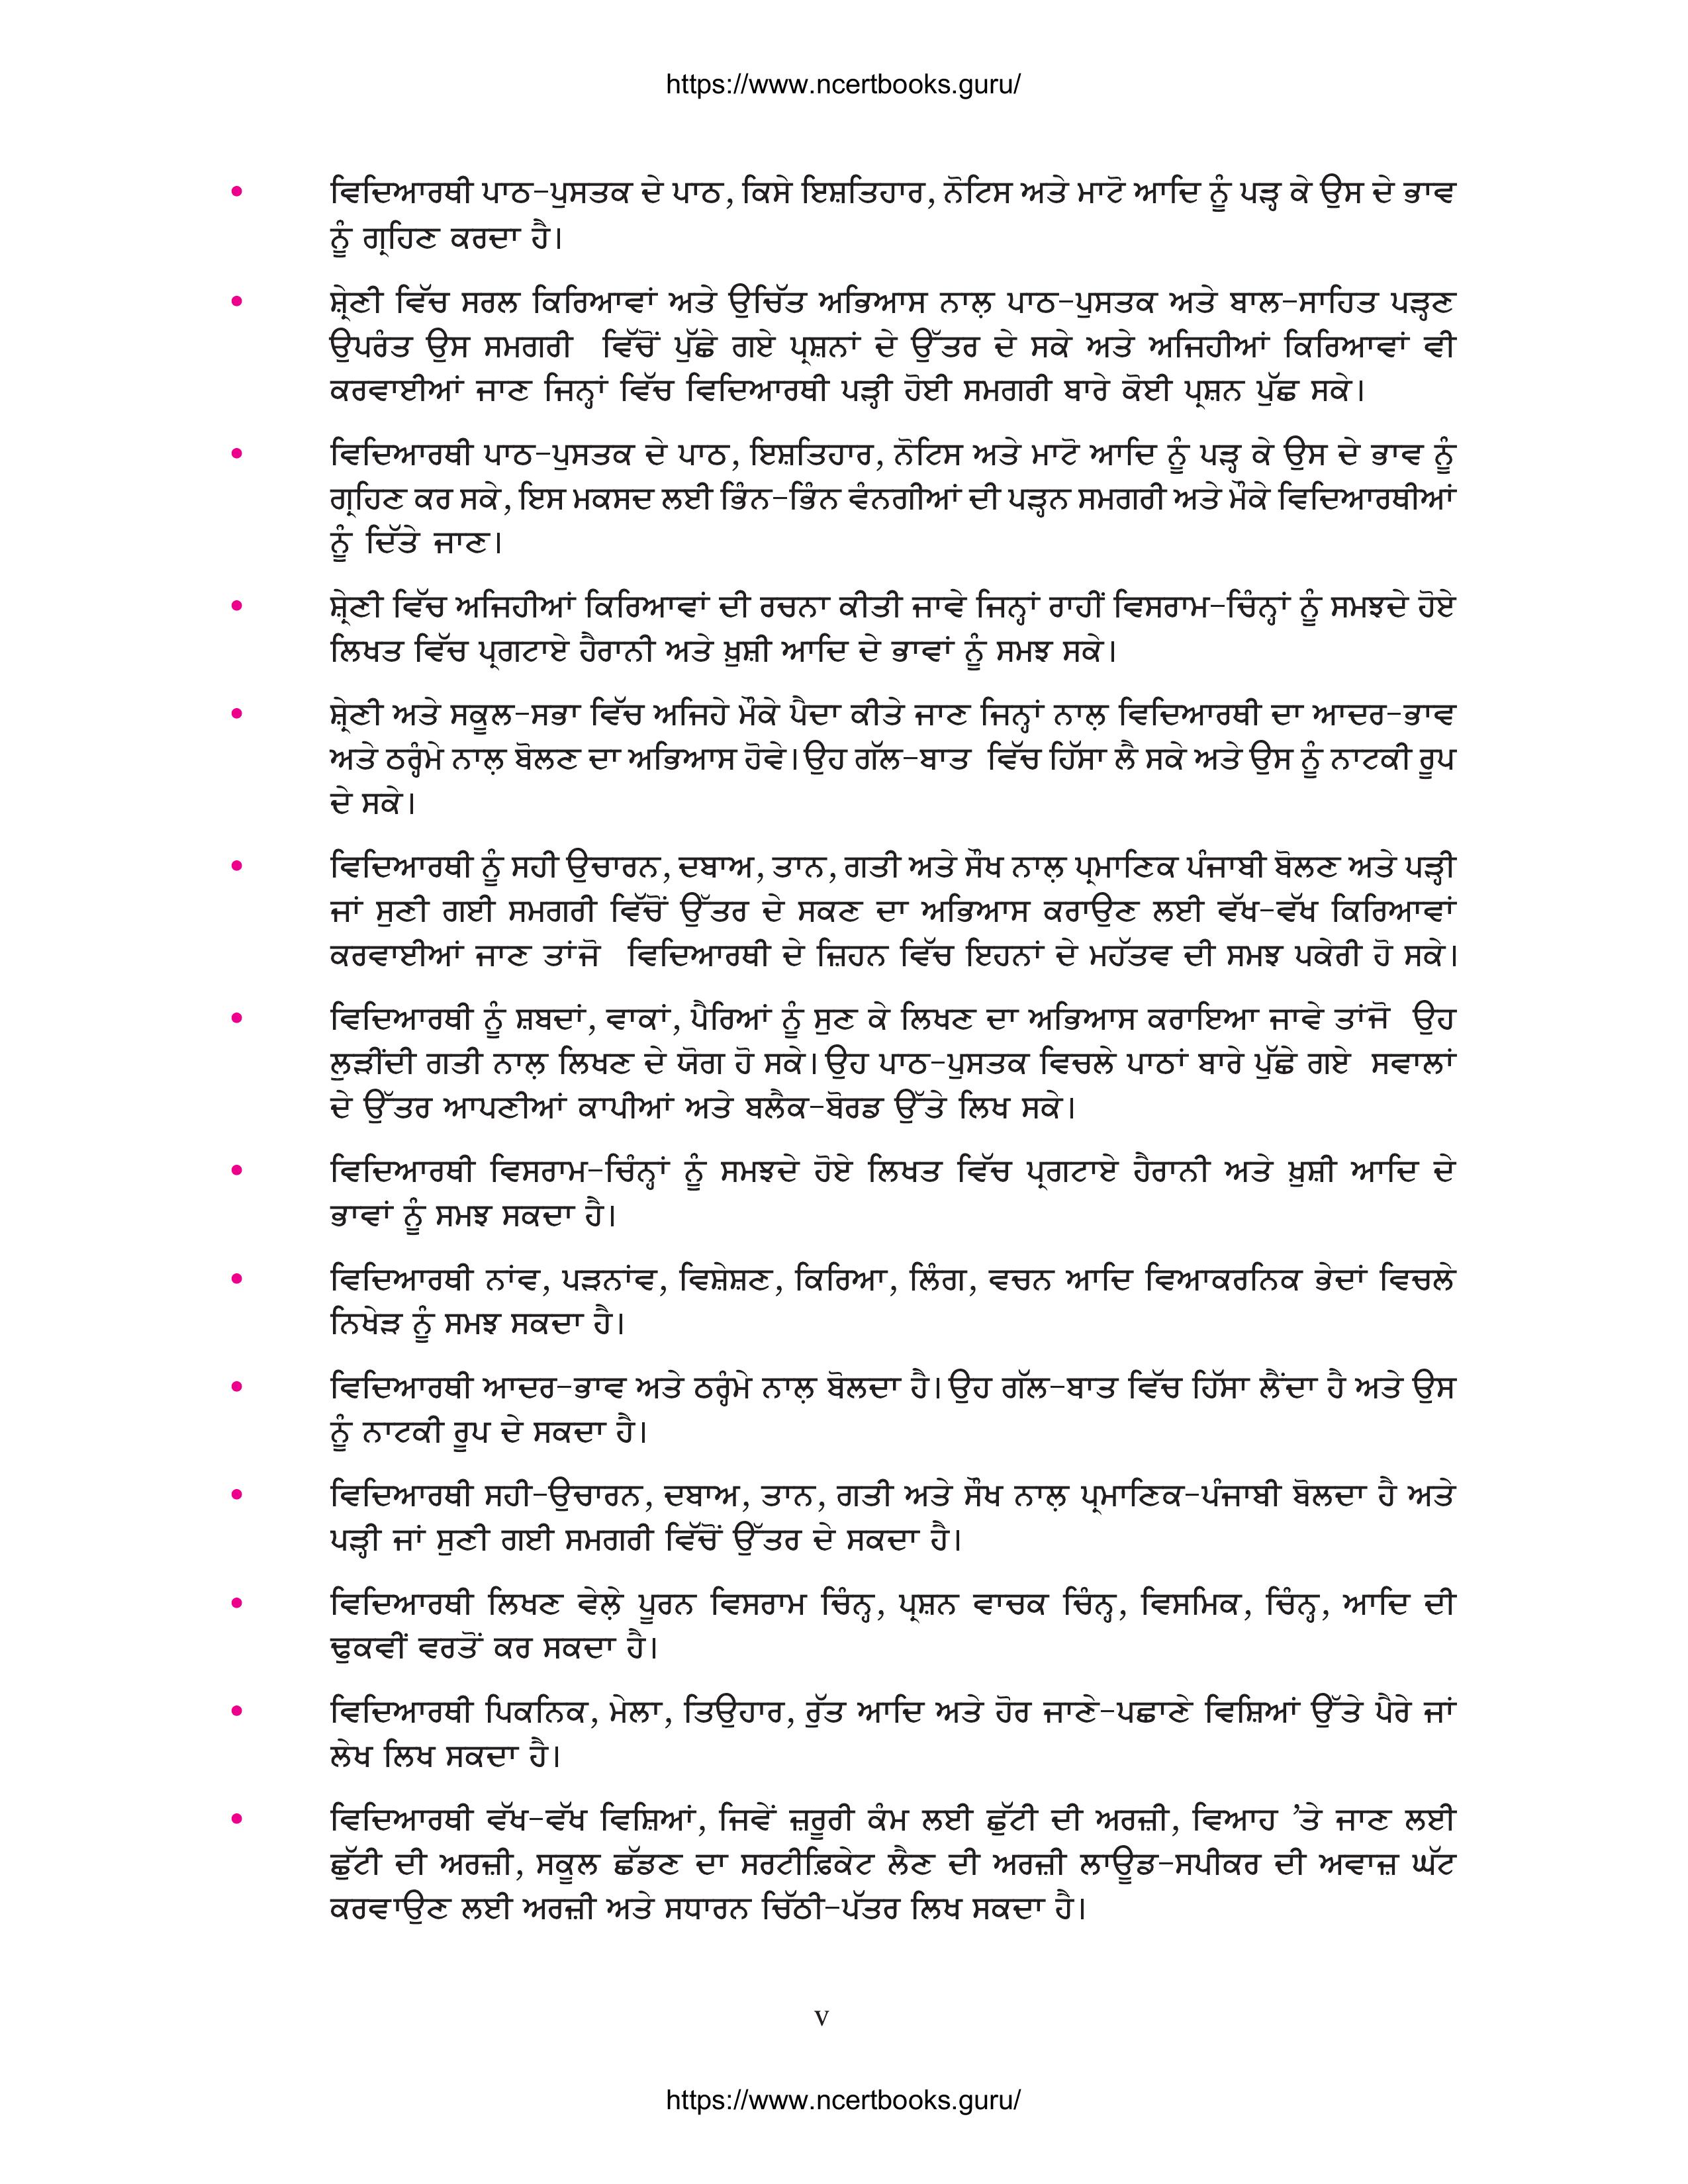 https://www.ncertbooks.guru/
• ਵਿਦਿਆਰਥੀ ਪਾਠ-ਪੁਸਤਕ ਦੇ ਪਾਠ, ਕਿਸੇ ਇਸ਼ਤਿਹਾਰ, ਨੋਟਿਸ ਅਤੇ ਮਾਟੋ ਆਦਿ ਨੂੰ ਪੜ੍ਹ ਕੇ ਉਸ ਦੇ ਭਾਵ
ਨੂੰ ਗ੍ਰਹਿਣ ਕਰਦਾ ਹੈ।
• ਸ਼੍ਰੇਣੀ ਵਿੱਚ ਸਰਲ ਕਿਰਿਆਵਾਂ ਅਤੇ ਉਚਿੱਤ ਅਭਿਆਸ ਨਾਲ਼ ਪਾਠ-ਪੁਸਤਕ ਅਤੇ ਬਾਲ-ਸਾਹਿਤ ਪੜ੍ਹਣ
ਉਪਰੰਤ ਉਸ ਸਮਗਰੀ ਵਿੱਚੋਂ ਪੁੱਛੇ ਗਏ ਪ੍ਰਸ਼ਨਾਂ ਦੇ ਉੱਤਰ ਦੇ ਸਕੇ ਅਤੇ ਅਜਿਹੀਆਂ ਕਿਰਿਆਵਾਂ ਵੀ
ਕਰਵਾਈਆਂ ਜਾਣ ਜਿਨ੍ਹਾਂ ਵਿੱਚ ਵਿਦਿਆਰਥੀ ਪੜ੍ਹੀ ਹੋਈ ਸਮਗਰੀ ਬਾਰੇ ਕੋਈ ਪ੍ਰਸ਼ਨ ਪੁੱਛ ਸਕੇ।
• ਵਿਦਿਆਰਥੀ ਪਾਠ-ਪੁਸਤਕ ਦੇ ਪਾਠ, ਇਸ਼ਤਿਹਾਰ, ਨੋਟਿਸ ਅਤੇ ਮਾਟੋ ਆਦਿ ਨੂੰ ਪੜ੍ਹ ਕੇ ਉਸ ਦੇ ਭਾਵ ਨੂੰ
ਗ੍ਰਹਿਣ ਕਰ ਸਕੇ, ਇਸ ਮਕਸਦ ਲਈ ਭਿੰਨ-ਭਿੰਨ ਵੰਨਗੀਆਂ ਦੀ ਪੜ੍ਹਨ ਸਮਗਰੀ ਅਤੇ ਮੌਕੇ ਵਿਦਿਆਰਥੀਆਂ
ਨੂੰ ਦਿੱਤੇ ਜਾਣ।
• ਸ਼੍ਰੇਣੀ ਵਿੱਚ ਅਜਿਹੀਆਂ ਕਿਰਿਆਵਾਂ ਦੀ ਰਚਨਾ ਕੀਤੀ ਜਾਵੇ ਜਿਨ੍ਹਾਂ ਰਾਹੀਂ ਵਿਸਰਾਮ-ਚਿੰਨ੍ਹਾਂ ਨੂੰ ਸਮਝਦੇ ਹੋਏ
ਲਿਖਤ ਵਿੱਚ ਪ੍ਰਗਟਾਏ ਹੈਰਾਨੀ ਅਤੇ ਖ਼ੁਸ਼ੀ ਆਦਿ ਦੇ ਭਾਵਾਂ ਨੂੰ ਸਮਝ ਸਕੇ।
• ਸ਼੍ਰੇਣੀ ਅਤੇ ਸਕੂਲ-ਸਭਾ ਵਿੱਚ ਅਜਿਹੇ ਮੌਕੇ ਪੈਦਾ ਕੀਤੇ ਜਾਣ ਜਿਨ੍ਹਾਂ ਨਾਲ਼ ਵਿਦਿਆਰਥੀ ਦਾ ਆਦਰ-ਭਾਵ
ਅਤੇ ਠਰ੍ਹੰਮੇ ਨਾਲ਼ ਬੋਲਣ ਦਾ ਅਭਿਆਸ ਹੋਵੇ। ਉਹ ਗੱਲ-ਬਾਤ ਵਿੱਚ ਹਿੱਸਾ ਲੈ ਸਕੇ ਅਤੇ ਉਸ ਨੂੰ ਨਾਟਕੀ ਰੂਪ
ਦੇ ਸਕੇ।
• ਵਿਦਿਆਰਥੀ ਨੂੰ ਸਹੀ ਉਚਾਰਨ, ਦਬਾਅ, ਤਾਨ, ਗਤੀ ਅਤੇ ਸੌਖ ਨਾਲ਼ ਪ੍ਰਮਾਣਿਕ ਪੰਜਾਬੀ ਬੋਲਣ ਅਤੇ ਪੜ੍ਹੀ
ਜਾਂ ਸੁਣੀ ਗਈ ਸਮਗਰੀ ਵਿੱਚੋਂ ਉੱਤਰ ਦੇ ਸਕਣ ਦਾ ਅਭਿਆਸ ਕਰਾਉਣ ਲਈ ਵੱਖ-ਵੱਖ ਕਿਰਿਆਵਾਂ
ਕਰਵਾਈਆਂ ਜਾਣ ਤਾਂਜੋ ਵਿਦਿਆਰਥੀ ਦੇ ਜ਼ਿਹਨ ਵਿੱਚ ਇਹਨਾਂ ਦੇ ਮਹੱਤਵ ਦੀ ਸਮਝ ਪਕੇਰੀ ਹੋ ਸਕੇ।
• ਵਿਦਿਆਰਥੀ ਨੂੰ ਸ਼ਬਦਾਂ, ਵਾਕਾਂ, ਪੈਰਿਆਂ ਨੂੰ ਸੁਣ ਕੇ ਲਿਖਣ ਦਾ ਅਭਿਆਸ ਕਰਾਇਆ ਜਾਵੇ ਤਾਂਜੋ ਉਹ
ਲੁੜੀਂਦੀ ਗਤੀ ਨਾਲ਼ ਲਿਖਣ ਦੇ ਯੋਗ ਹੋ ਸਕੇ। ਉਹ ਪਾਠ-ਪੁਸਤਕ ਵਿਚਲੇ ਪਾਠਾਂ ਬਾਰੇ ਪੁੱਛੇ ਗਏ ਸਵਾਲਾਂ
ਦੇ ਉੱਤਰ ਆਪਣੀਆਂ ਕਾਪੀਆਂ ਅਤੇ ਬਲੈਕ-ਬੋਰਡ ਉੱਤੇ ਲਿਖ ਸਕੇ।
• ਵਿਦਿਆਰਥੀ ਵਿਸਰਾਮ-ਚਿੰਨ੍ਹਾਂ ਨੂੰ ਸਮਝਦੇ ਹੋਏ ਲਿਖਤ ਵਿੱਚ ਪ੍ਰਗਟਾਏ ਹੈਰਾਨੀ ਅਤੇ ਖ਼ੁਸ਼ੀ ਆਦਿ ਦੇ
ਭਾਵਾਂ ਨੂੰ ਸਮਝ ਸਕਦਾ ਹੈ।
• ਵਿਦਿਆਰਥੀ ਨਾਂਵ, ਪੜਨਾਂਵ, ਵਿਸ਼ੇਸ਼ਣ, ਕਿਰਿਆ, ਲਿੰਗ, ਵਚਨ ਆਦਿ ਵਿਆਕਰਨਿਕ ਭੇਦਾਂ ਵਿਚਲੇ
ਨਿਖੇੜ ਨੂੰ ਸਮਝ ਸਕਦਾ ਹੈ।
• ਵਿਦਿਆਰਥੀ ਆਦਰ-ਭਾਵ ਅਤੇ ਠਰ੍ਹੰਮੇ ਨਾਲ਼ ਬੋਲਦਾ ਹੈ। ਉਹ ਗੱਲ-ਬਾਤ ਵਿੱਚ ਹਿੱਸਾ ਲੈਂਦਾ ਹੈ ਅਤੇ ਉਸ
ਨੂੰ ਨਾਟਕੀ ਰੂਪ ਦੇ ਸਕਦਾ ਹੈ।
• ਵਿਦਿਆਰਥੀ ਸਹੀ-ਉਚਾਰਨ, ਦਬਾਅ, ਤਾਨ, ਗਤੀ ਅਤੇ ਸੌਖ ਨਾਲ਼ ਪ੍ਰਮਾਣਿਕ-ਪੰਜਾਬੀ ਬੋਲਦਾ ਹੈ ਅਤੇ
ਪੜ੍ਹੀ ਜਾਂ ਸੁਣੀ ਗਈ ਸਮਗਰੀ ਵਿੱਚੋਂ ਉੱਤਰ ਦੇ ਸਕਦਾ ਹੈ।
• ਵਿਦਿਆਰਥੀ ਲਿਖਣ ਵੇਲ਼ੇ ਪੂਰਨ ਵਿਸਰਾਮ ਚਿੰਨ੍ਹ, ਪ੍ਰਸ਼ਨ ਵਾਚਕ ਚਿੰਨ੍ਹ, ਵਿਸਮਿਕ, ਚਿੰਨ੍ਹ, ਆਦਿ ਦੀ
ਢੁਕਵੀਂ ਵਰਤੋਂ ਕਰ ਸਕਦਾ ਹੈ।
• ਵਿਦਿਆਰਥੀ ਪਿਕਨਿਕ, ਮੇਲਾ, ਤਿਉਹਾਰ, ਰੁੱਤ ਆਦਿ ਅਤੇ ਹੋਰ ਜਾਣੇ-ਪਛਾਣੇ ਵਿਸ਼ਿਆਂ ਉੱਤੇ ਪੈਰੇ ਜਾਂ
ਲੇਖ ਲਿਖ ਸਕਦਾ ਹੈ।
• ਵਿਦਿਆਰਥੀ ਵੱਖ-ਵੱਖ ਵਿਸ਼ਿਆਂ, ਜਿਵੇਂ ਜ਼ਰੂਰੀ ਕੰਮ ਲਈ ਛੁੱਟੀ ਦੀ ਅਰਜ਼ੀ, ਵਿਆਹ ’ਤੇ ਜਾਣ ਲਈ
ਛੁੱਟੀ ਦੀ ਅਰਜ਼ੀ, ਸਕੂਲ ਛੱਡਣ ਦਾ ਸਰਟੀਫ਼ਿਕੇਟ ਲੈਣ ਦੀ ਅਰਜ਼ੀ ਲਾਊਡ-ਸਪੀਕਰ ਦੀ ਅਵਾਜ਼ ਘੱਟ
ਕਰਵਾਉਣ ਲਈ ਅਰਜ਼ੀ ਅਤੇ ਸਧਾਰਨ ਚਿੱਠੀ-ਪੱਤਰ ਲਿਖ ਸਕਦਾ ਹੈ।
v
https://www.ncertbooks.guru/